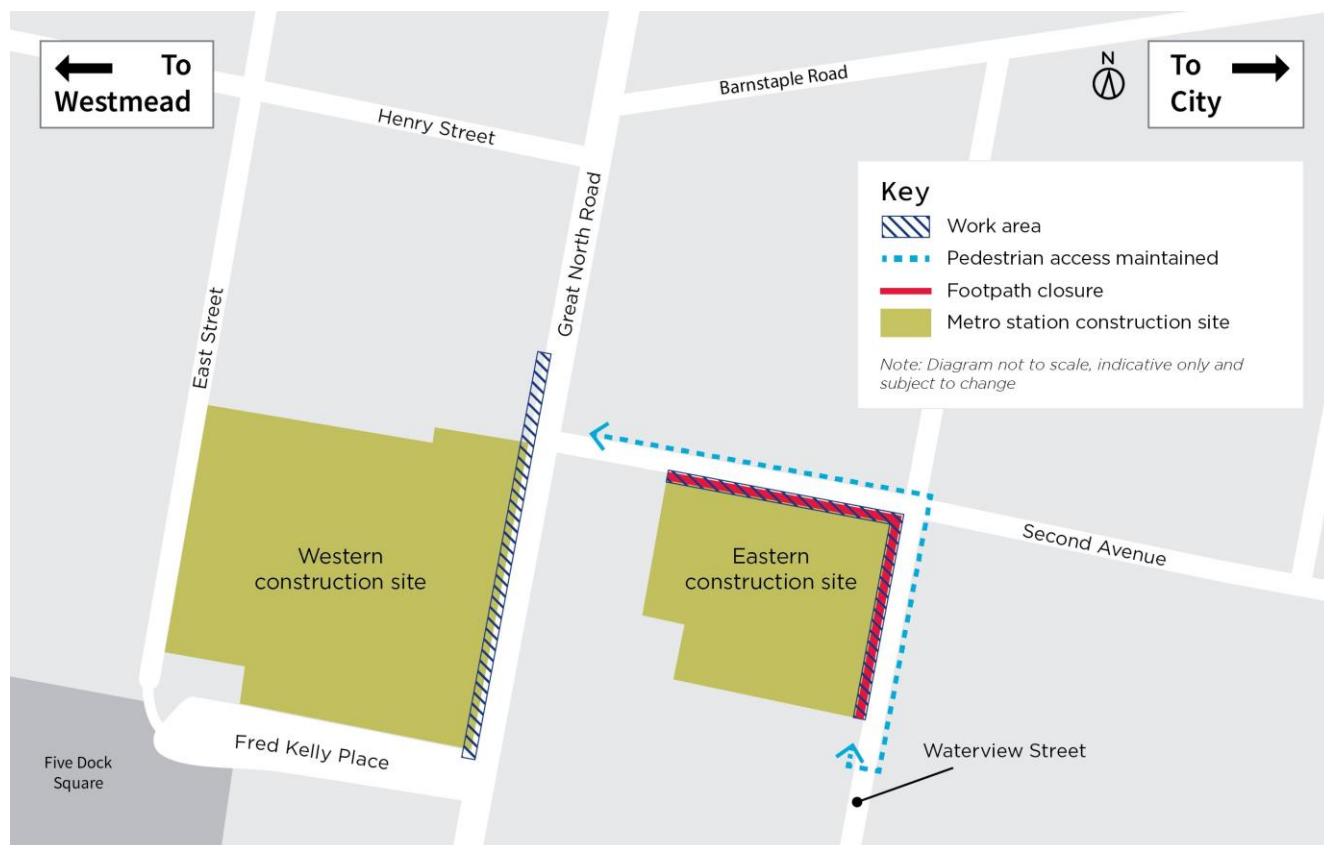 To
Westmead
Henry Street
Barnstaple Road
N
To
City
Great North Road
East Street
Key
Work area
Pedestrian access maintained
Footpath closure
Metro station construction site
Note: Diagram not to scale, indicative only and
subject to change
Western
construction site
Eastern
construction site
Second Avenue
Fred Kelly Place
Five Dock
Square
Waterview Street